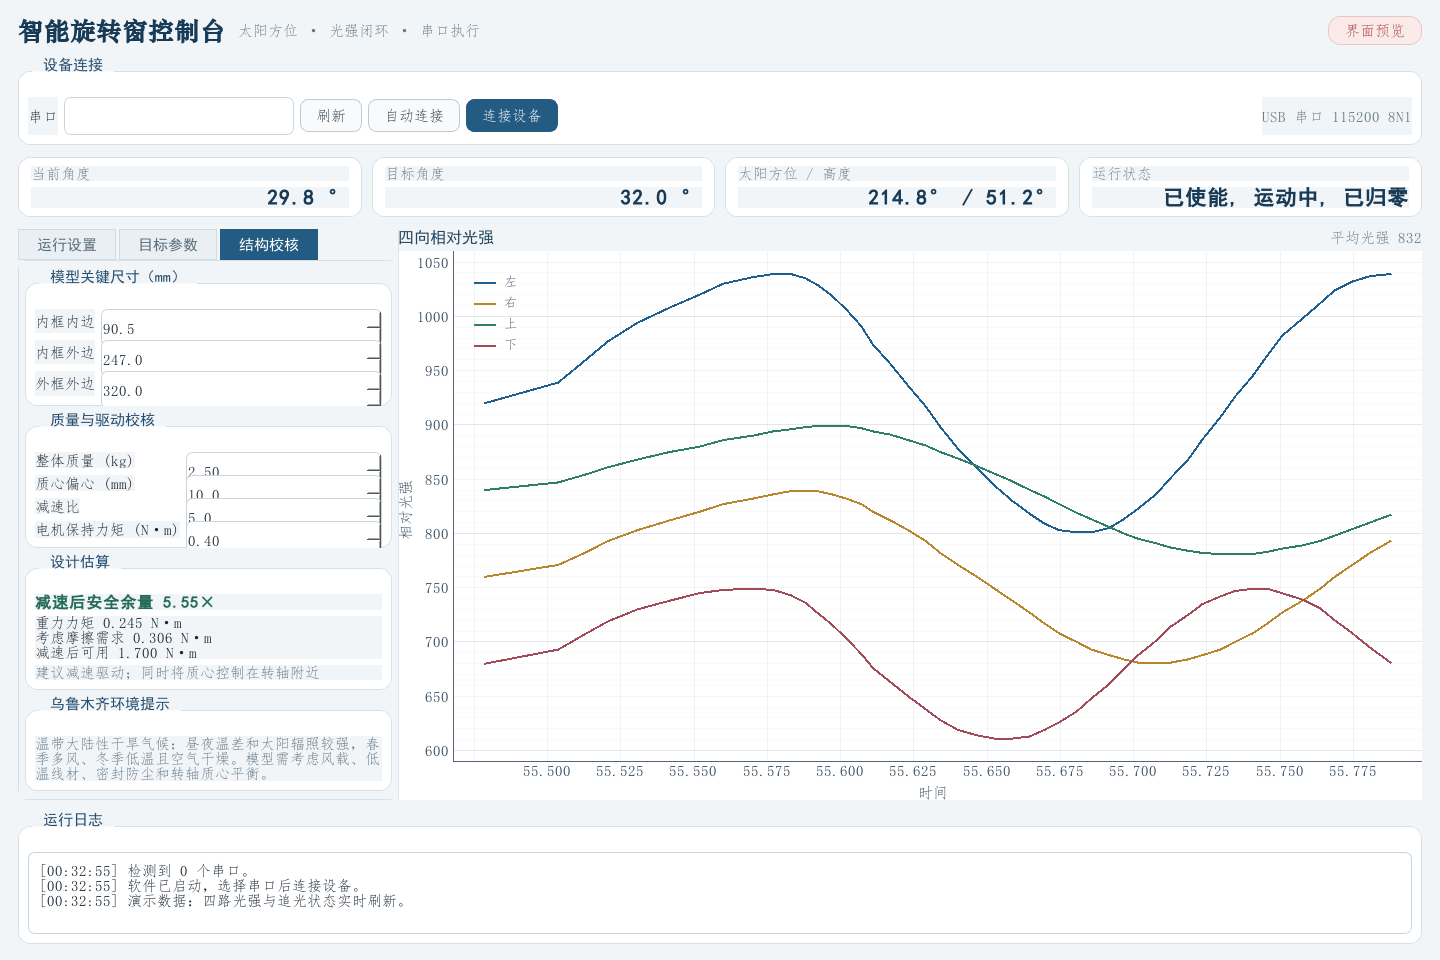 智能旋转窗控制台 太阳方位 • 光强闭环 • 串口执行 界面预览
设备连接
串口 刷新 自动连接 连接设备 USB 串口 115200 8N1
当前角度 目标角度 太阳方位 / 高度 运行状态
29.8 ° 32.0 ° 214.8° / 51.2° 已使能, 运动中, 已归零
运行设置 目标参数 结构校核
模型关键尺寸 (mm)
内框内边 90.5
内框外边 247.0
外框外边 320.0
质量与驱动校核
整体质量 (kg) 2.50
质心偏心 (mm) 10.0
减速比 5.0
电机保持力矩 (N•m) 0.40
设计估算
减速后安全余量 5.55×
重力力矩 0.245 N•m
考虑摩擦需求 0.306 N•m
减速后可用 1.700 N•m
建议减速驱动；同时将质心控制在转轴附近
乌鲁木齐环境提示
温带大陆性干旱气候：昼夜温差和太阳辐照较强，春
季多风、冬季低温且空气干燥。模型需考虑风载、低
温线材、密封防尘和转轴质心平衡。
四向相对光强 平均光强 832
左
右
上
下
相对光强
1050
1000
950
900
850
800
750
700
650
600
55.500 55.525 55.550 55.575 55.600 55.625 55.650 55.675 55.700 55.725 55.750 55.775
时间
运行日志
[00:32:55] 检测到 0 个串口。
[00:32:55] 软件已启动，选择串口后连接设备。
[00:32:55] 演示数据：四路光强与追光状态实时刷新。